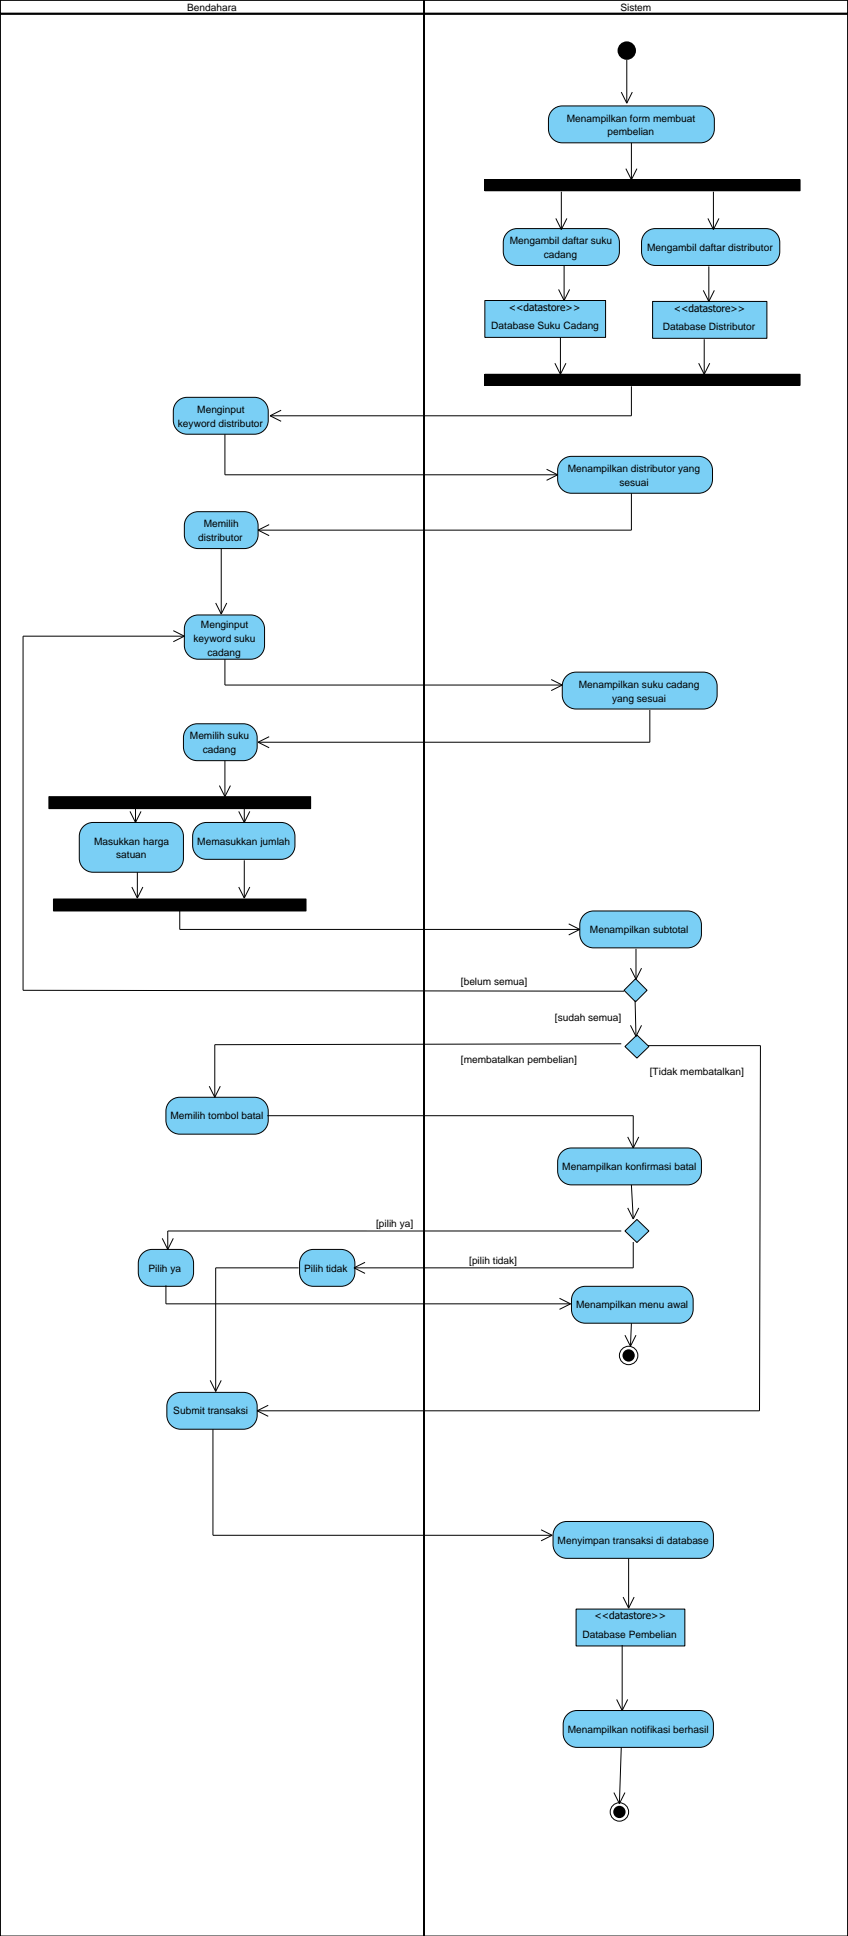 Bendahara
Sistem
Menampilkan form membuat
pembelian
Mengambil daftar suku
cadang
Mengambil daftar distributor
<<datastore>>
Database Suku Cadang
<<datastore>>
Database Distributor
Menginput
keyword distributor
Menampilkan distributor yang
sesuai
Memilih
distributor
Menginput
keyword suku
cadang
Menampilkan suku cadang
yang sesuai
Memilih suku
cadang
Masukkan harga
satuan
Memasukkan jumlah
Menampilkan subtotal
[belum semua]
[sudah semua]
[membatalkan pembelian]
[Tidak membatalkan]
Memilih tombol batal
Menampilkan konfirmasi batal
[pilih ya]
[pilih tidak]
Pilih ya
Pilih tidak
Menampilkan menu awal
Submit transaksi
Menyimpan transaksi di database
<<datastore>>
Database Pembelian
Menampilkan notifikasi berhasil